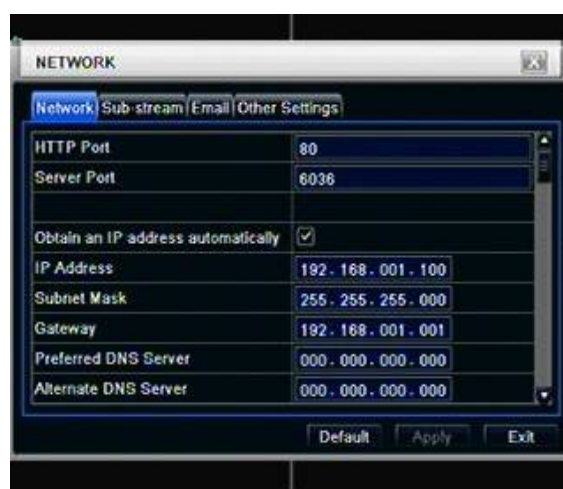 NETWORK
Network Sub-stream Email Other Settings
HTTP Port 80
Server Port 6036
Obtain an IP address automatically
IP Address 192 . 168 . 001 . 100
Subnet Mask 255 . 255 . 255 . 000
Gateway 192 . 168 . 001 . 001
Preferred DNS Server 000 . 000 . 000 . 000
Alternate DNS Server 000 . 000 . 000 . 000
Default Apply Exit